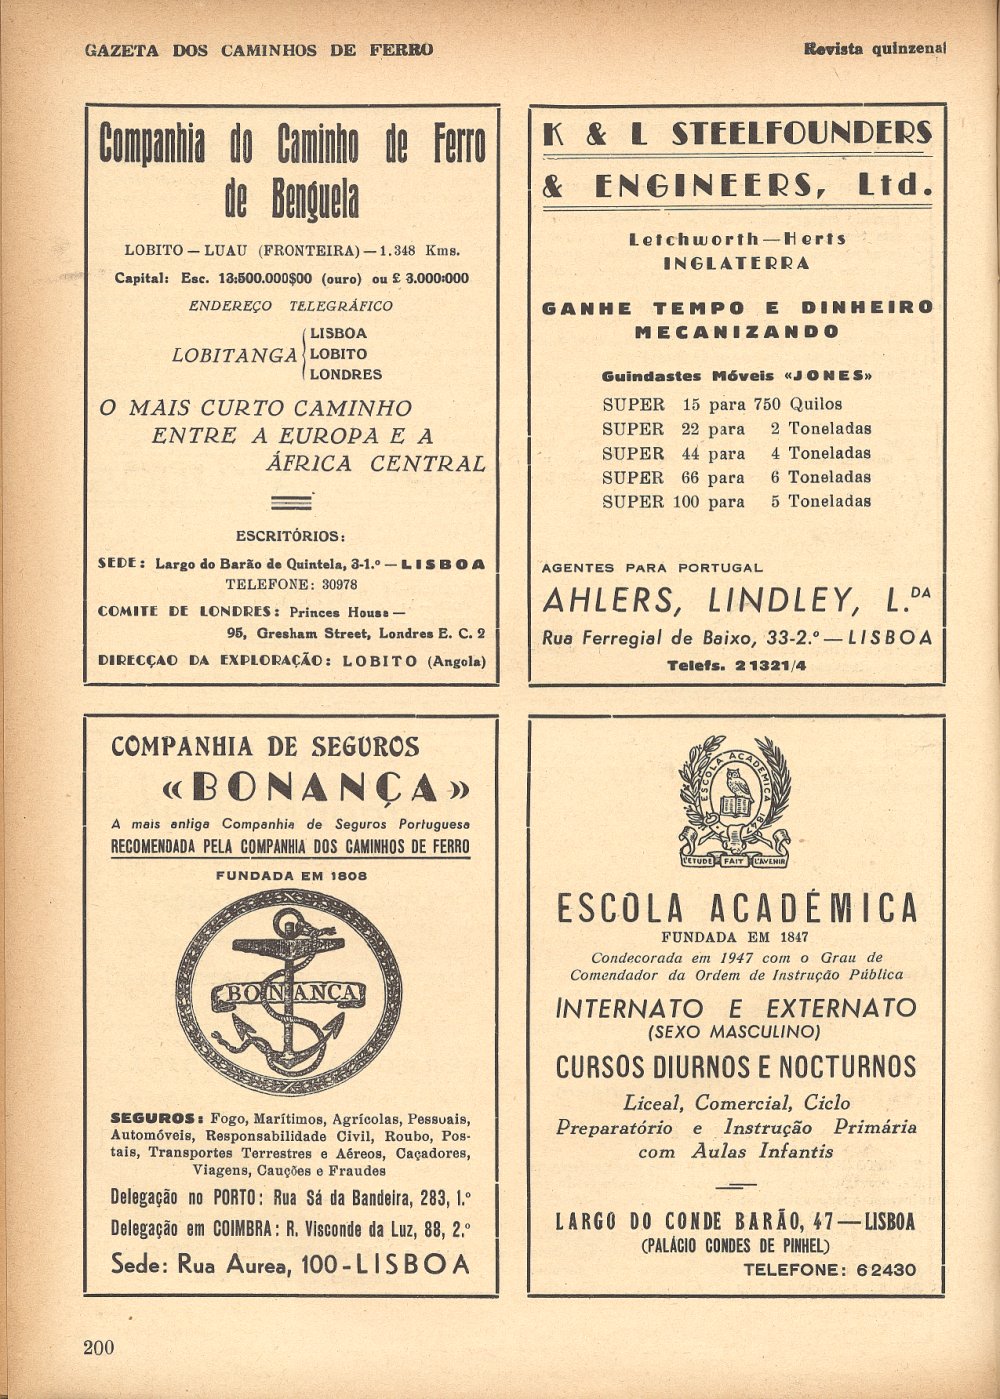 GAZETA DOS CAMINHOS DE FERRO
Revista quinzenal
Companhia do Caminho de Ferro
de Benguela
LOBITO — LUAU (FRONTEIRA) — 1.348 Kms.
Capital: Esc. 13:500.000$00 (ouro) ou £ 3.000:000
ENDEREÇO TELEGRÁFICO
LOBITANGA
LISBOA
LOBITO
LONDRES
O MAIS CURTO CAMINHO
ENTRE A EUROPA E A
ÁFRICA CENTRAL
ESCRITÓRIOS:
SEDE: Largo do Barão de Quintela, 3-1.º — LISBOA
TELEFONE: 30978
COMITE DE LONDRES: Princes House —
95, Gresham Street, Londres E. C. 2
DIRECÇAO DA EXPLORAÇÃO: LOBITO (Angola)
K & L STEELFOUNDERS
& ENGINEERS, Ltd.
Letchworth — Herts
INGLATERRA
GANHE TEMPO E DINHEIRO
MECANIZANDO
Guindastes Móveis «JONES»
SUPER 15 para 750 Quilos
SUPER 22 para 2 Toneladas
SUPER 44 para 4 Toneladas
SUPER 66 para 6 Toneladas
SUPER 100 para 5 Toneladas
AGENTES PARA PORTUGAL
AHLERS, LINDLEY, L.DA
Rua Ferregial de Baixo, 33-2.º — LISBOA
Telefs. 21321/4
COMPANHIA DE SEGUROS
«BONANÇA»
A mais antiga Companhia de Seguros Portuguesa
RECOMENDADA PELA COMPANHIA DOS CAMINHOS DE FERRO
FUNDADA EM 1808
BONANÇA
SEGUROS: Fogo, Marítimos, Agrícolas, Pessoais,
Automóveis, Responsabilidade Civil, Roubo, Pos-
tais, Transportes Terrestres e Aéreos, Caçadores,
Viagens, Cauções e Fraudes
Delegação no PORTO: Rua Sá da Bandeira, 283, 1.º
Delegação em COIMBRA: R. Visconde da Luz, 88, 2.º
Sede: Rua Aurea, 100 - LISBOA
ESCOLA ACADEMICA
1847
L'ETUDE FAIT L'AVENIR
ESCOLA ACADÉMICA
FUNDADA EM 1847
Condecorada em 1947 com o Grau de
Comendador da Ordem de Instrução Pública
INTERNATO E EXTERNATO
(SEXO MASCULINO)
CURSOS DIURNOS E NOCTURNOS
Liceal, Comercial, Ciclo
Preparatório e Instrução Primária
com Aulas Infantis
LARGO DO CONDE BARÃO, 47 — LISBOA
(PALÁCIO CONDES DE PINHEL)
TELEFONE: 62430
200